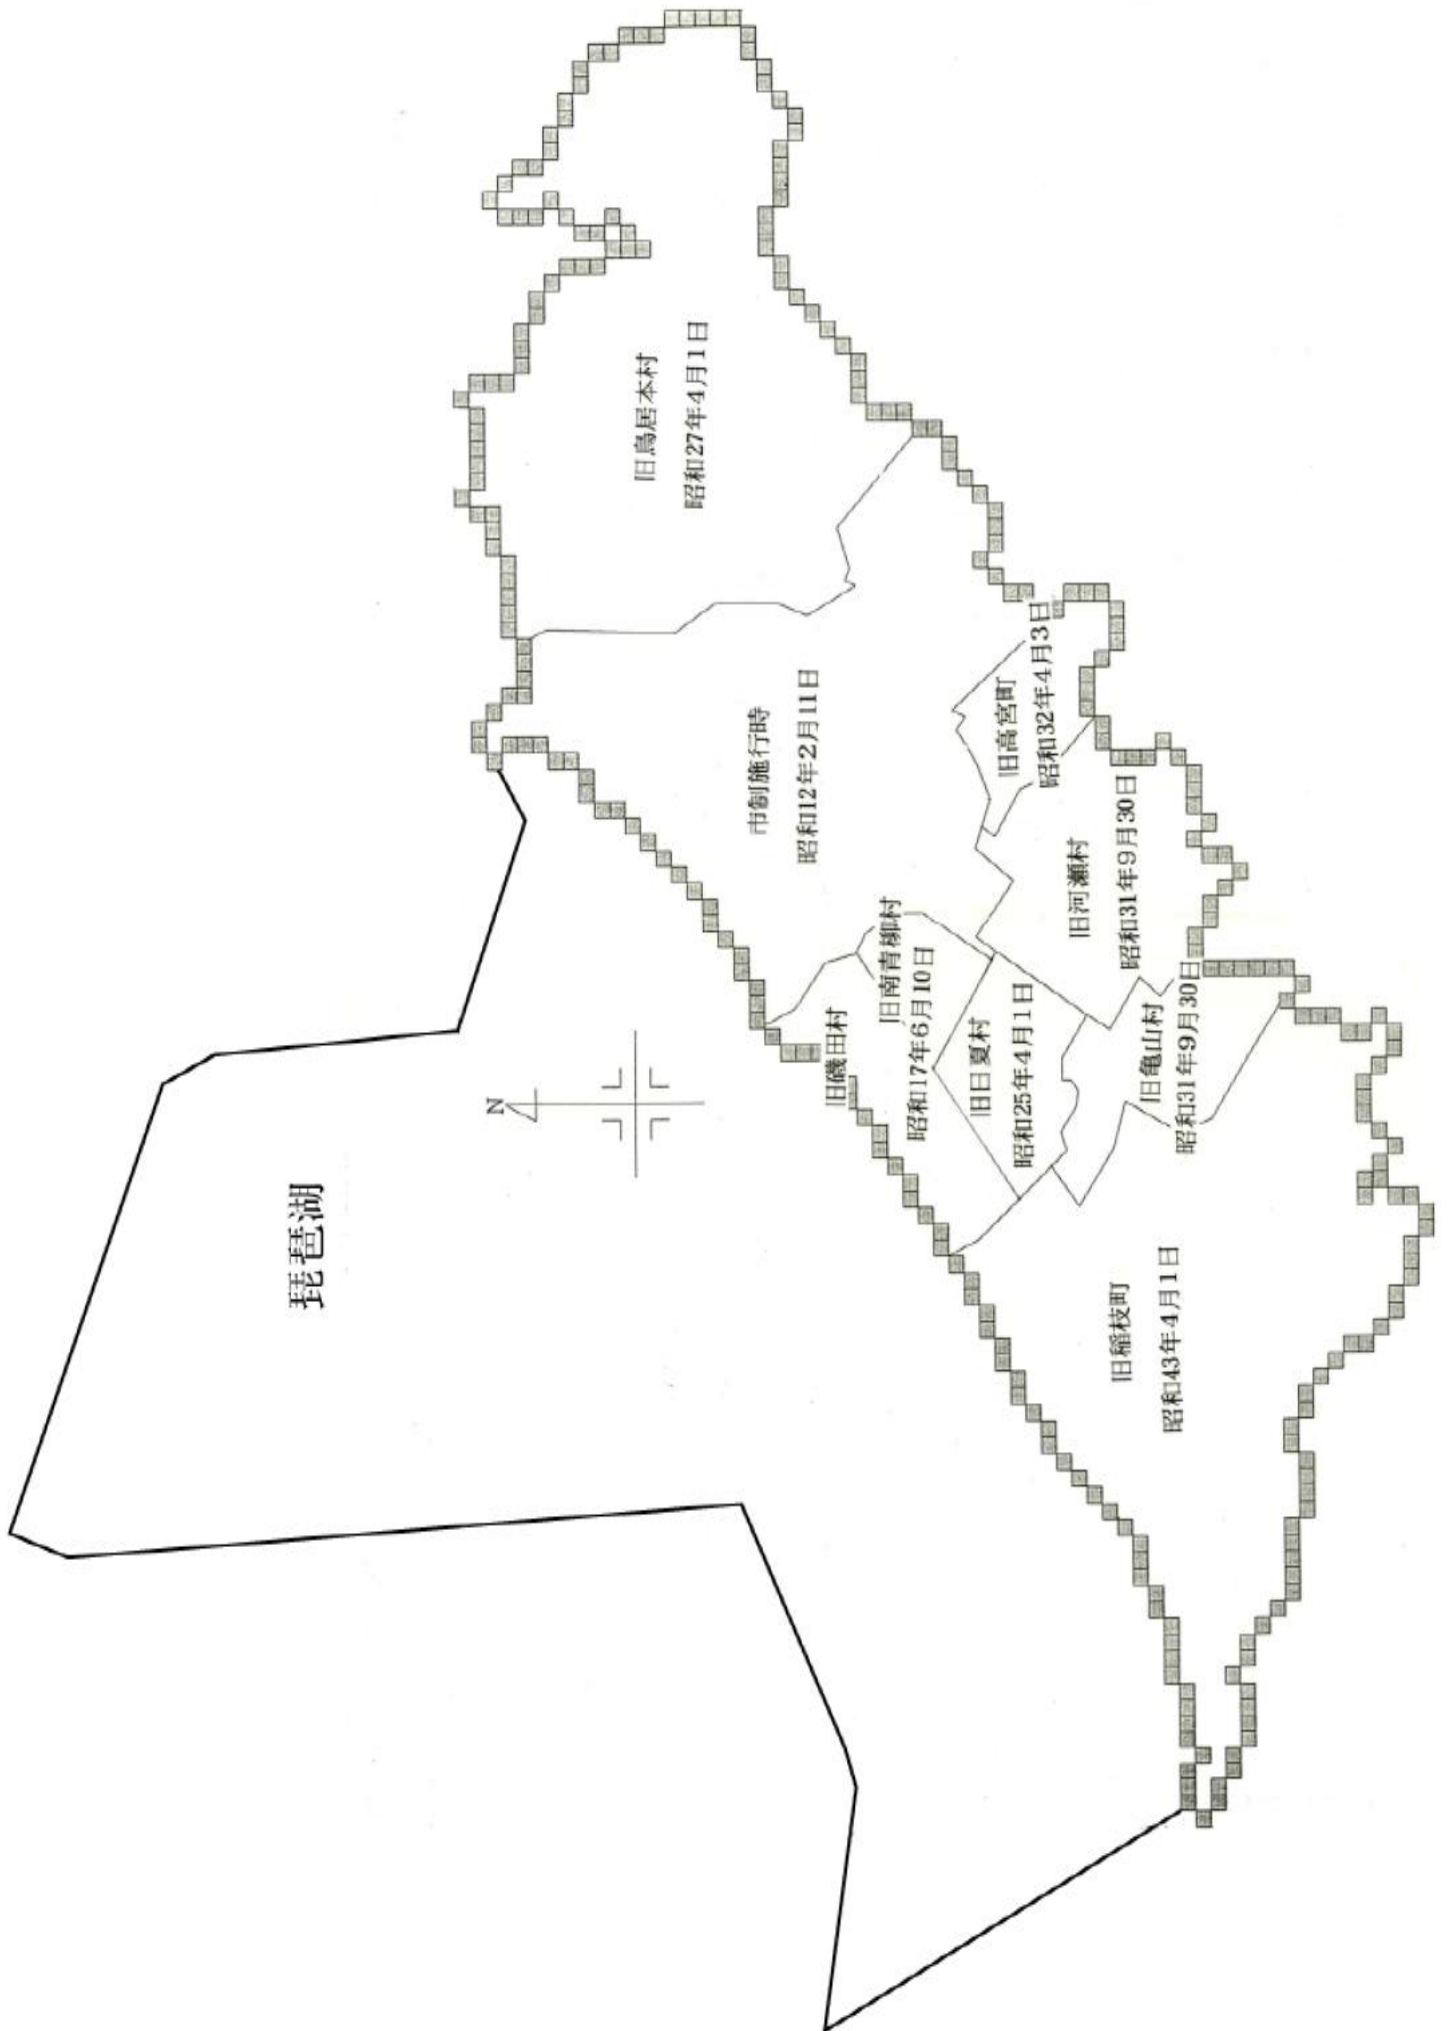 琵琶湖
N
旧鳥居本村
昭和27年4月1日
市制施行時
昭和12年2月11日
旧高宮町
昭和32年4月3日
旧河瀬村
昭和31年9月30日
旧南青柳村
旧磯田村
昭和17年6月10日
旧日夏村
昭和25年4月1日
旧亀山村
昭和31年9月30日
旧稲枝町
昭和43年4月1日